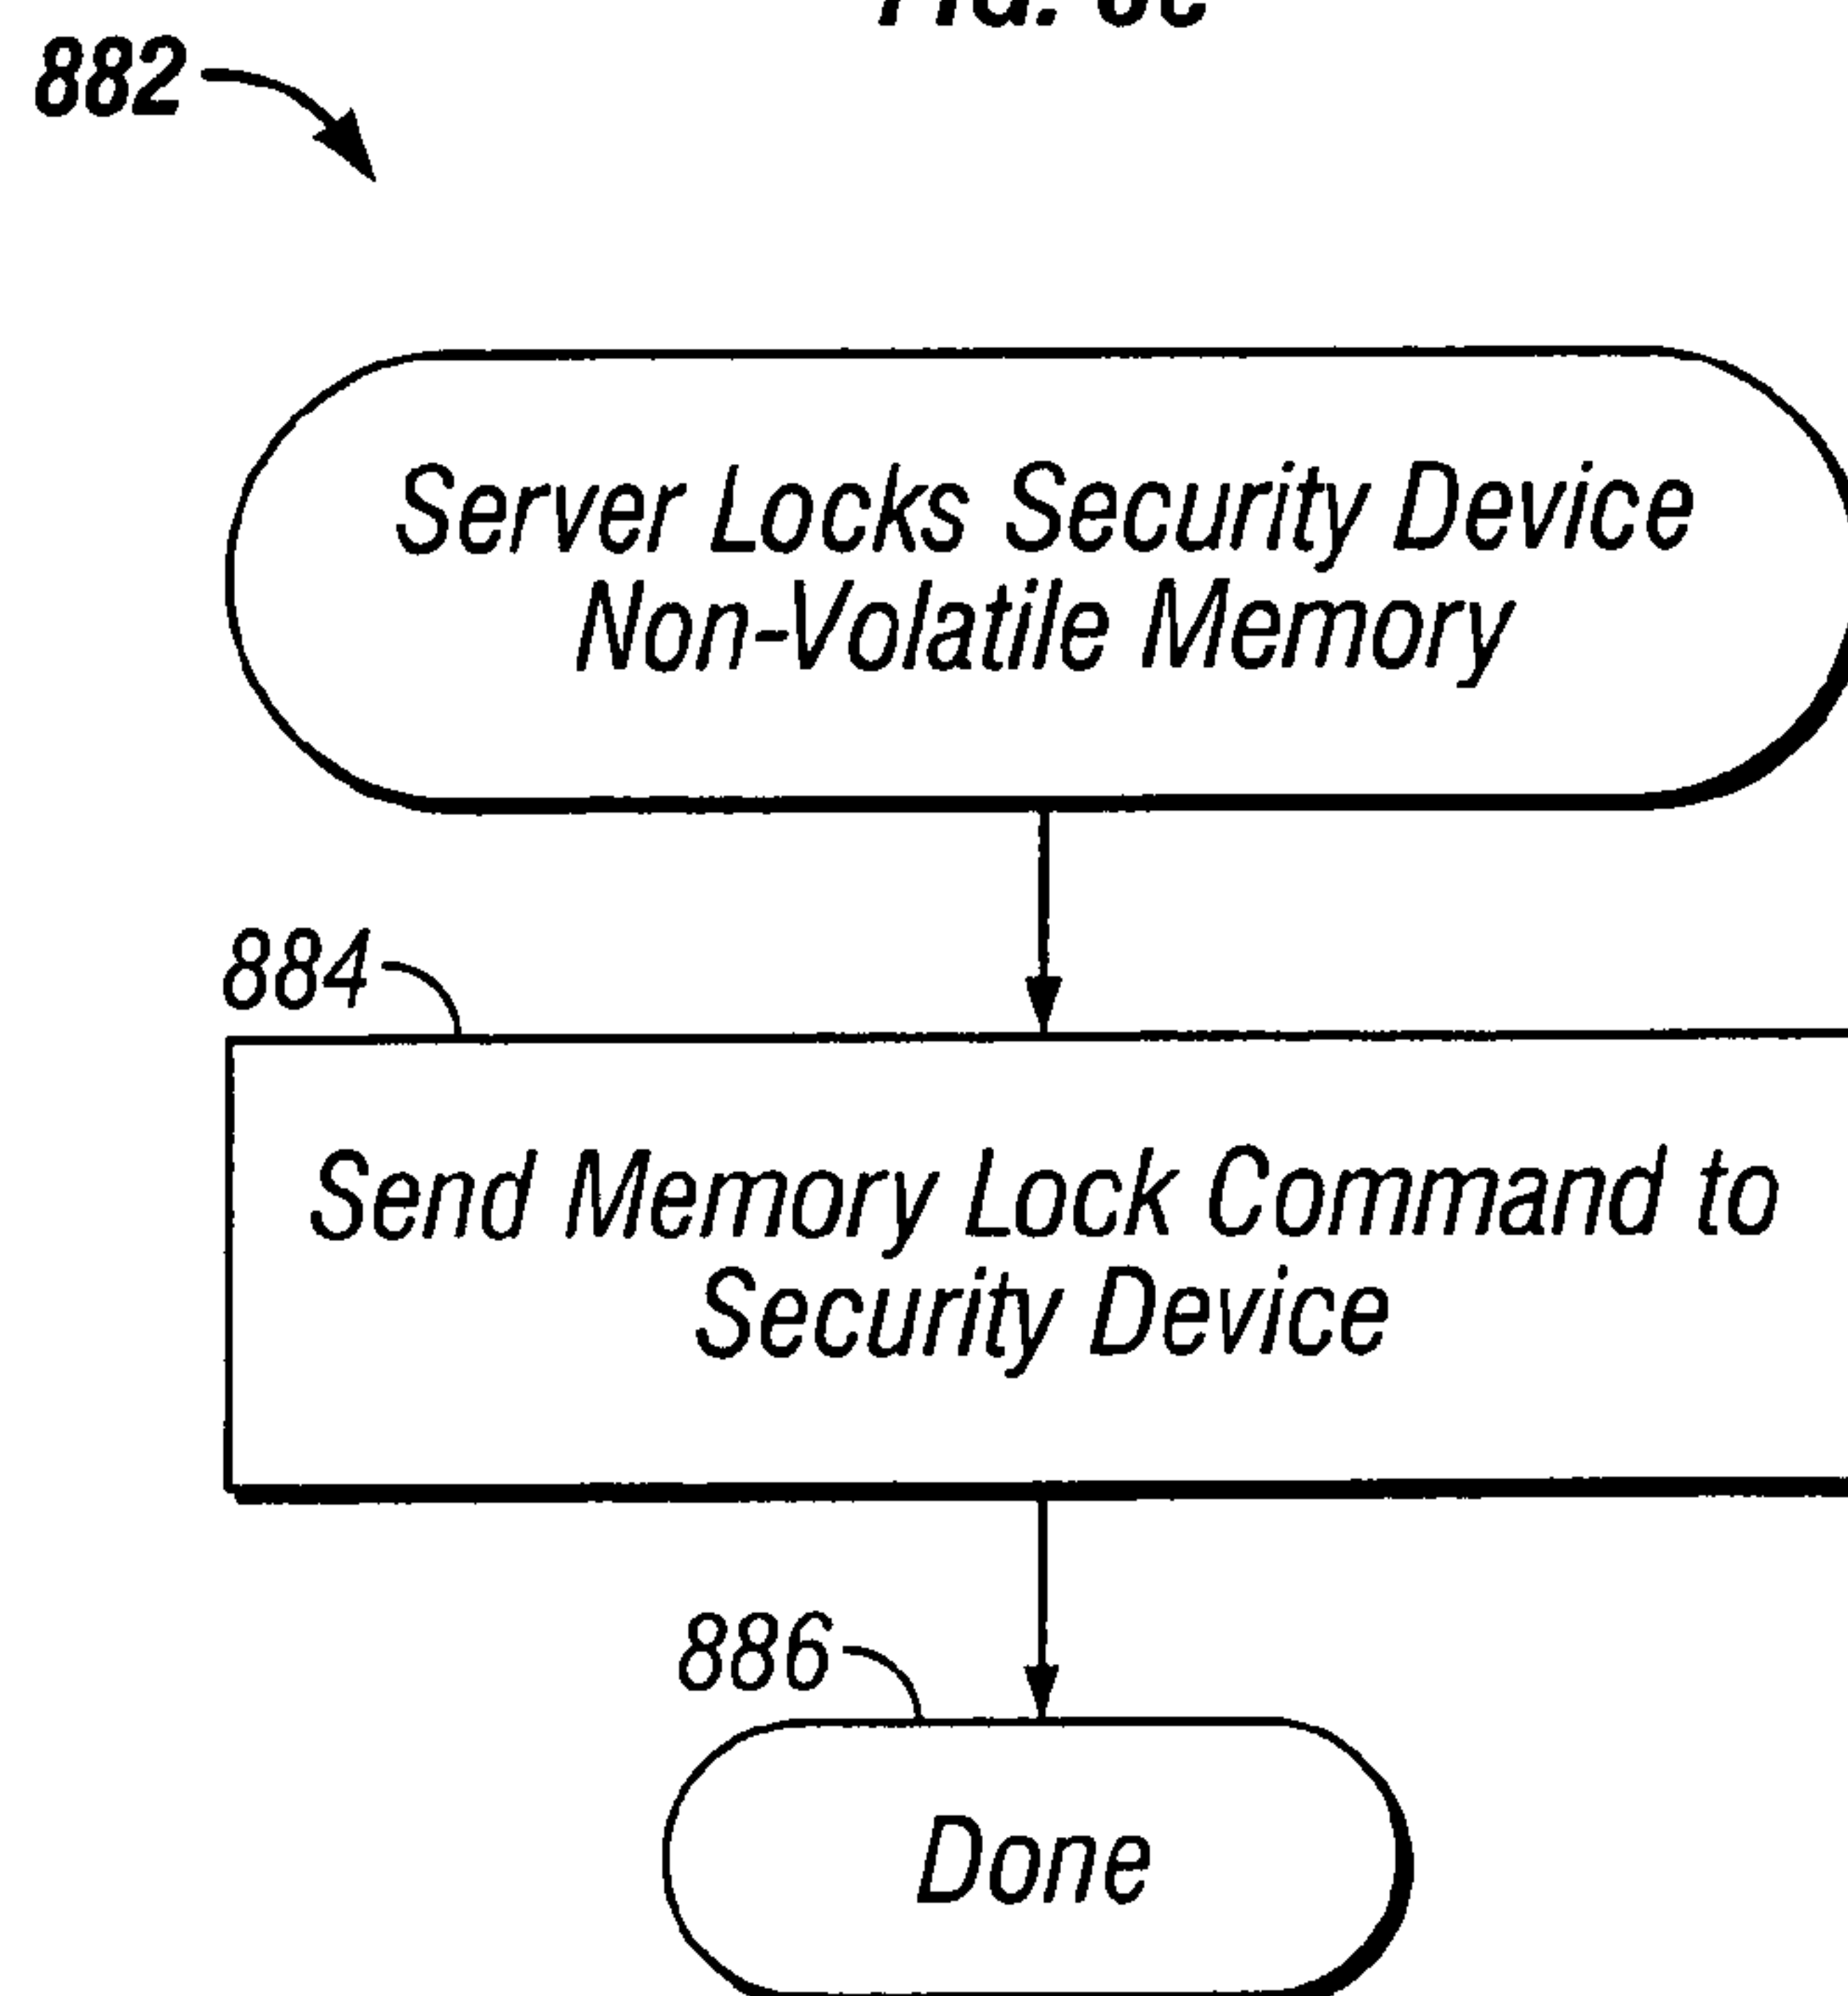 882
Server Locks Security Device
Non-Volatile Memory
884
Send Memory Lock Command to
Security Device
886
Done